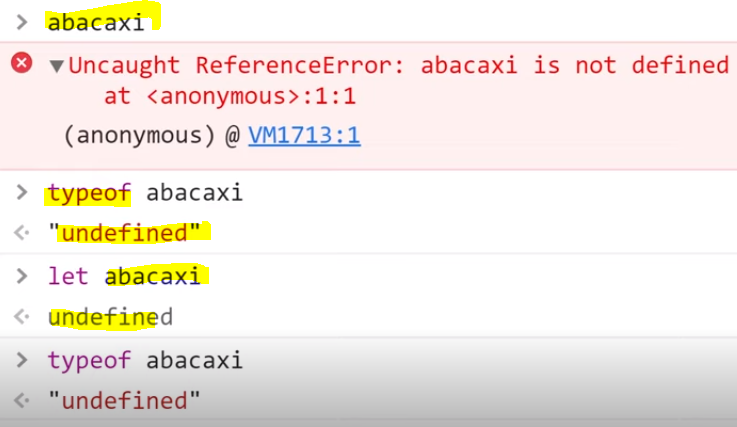 > abacaxi
▼Uncaught ReferenceError: abacaxi is not defined
at <anonymous>:1:1
(anonymous) @ VM1713:1
> typeof abacaxi
"undefined"
> let abacaxi
undefined
> typeof abacaxi
"undefined"